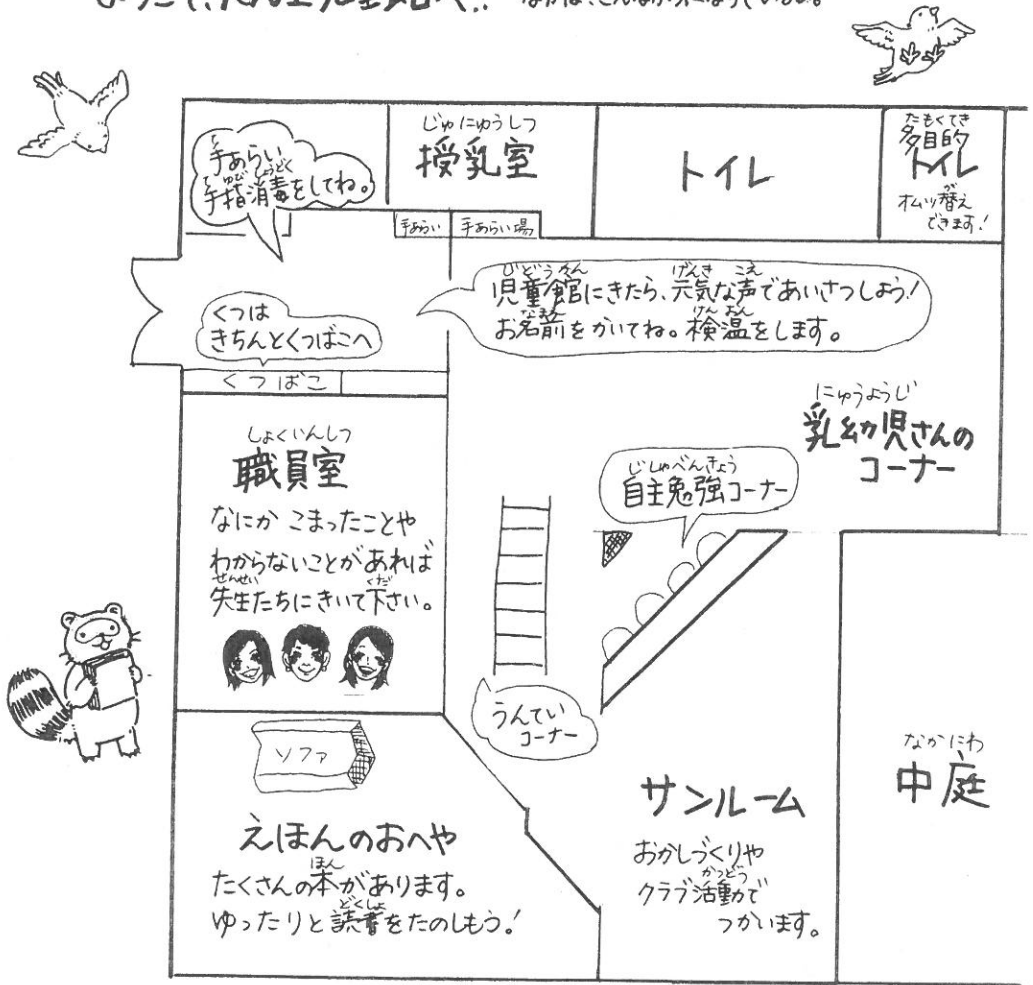 ようこそ、
なかは、こんなかんじになっているよ。
手あらい
手指消毒をしてね。
て
て ゆび しょうどく
じゅにゅうしつ
授乳室
トイレ
たもくてき
多目的
トイレ
オムツ替え
が
できます!
手あらい
手あらい場
じどうかん げんき こえ
児童館にきたら、元気な声であいさつしよう!
なまえ けんおん
お名前をかいてね。検温をします。
くつは
きちんとくつばこへ
くつばこ
にゅうようじ
乳幼児さんの
コーナー
しょくいんしつ
職員室
なにか こまったことや
わからないことがあれば
せんせい くだ
先生たちにきいて下さい。
じしゅべんきょう
自主勉強コーナー
うんてい
コーナー
ソファ
えほんのおへや
ほん
たくさんの本があります。
どくしょ
ゆったりと読書をたのしもう!
サンルーム
おかしづくりや
かつどう
クラブ活動で
つかいます。
なかにわ
中庭